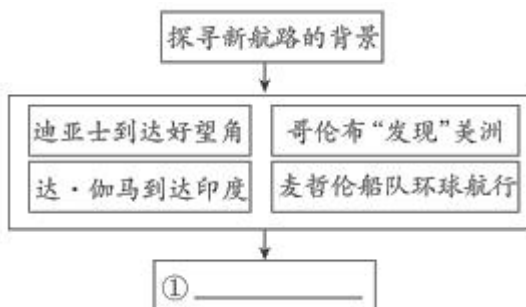 探寻新航路的背景
迪亚士到达好望角
哥伦布“发现”美洲
达·伽马到达印度
麦哲伦船队环球航行
①